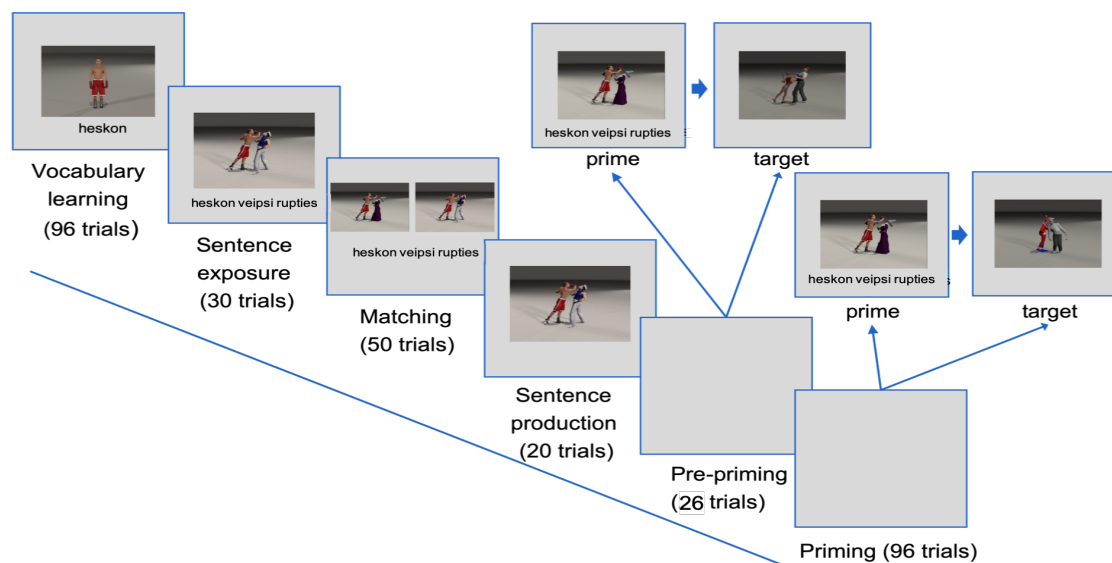 heskon
Vocabulary
learning
(96 trials)
heskon veipsi rupties
Sentence
exposure
(30 trials)
heskon veipsi rupties
Matching
(50 trials)
Sentence
production
(20 trials)
heskon veipsi rupties
prime
target
Pre-priming
(26 trials)
heskon veipsi rupties
prime
target
Priming (96 trials)